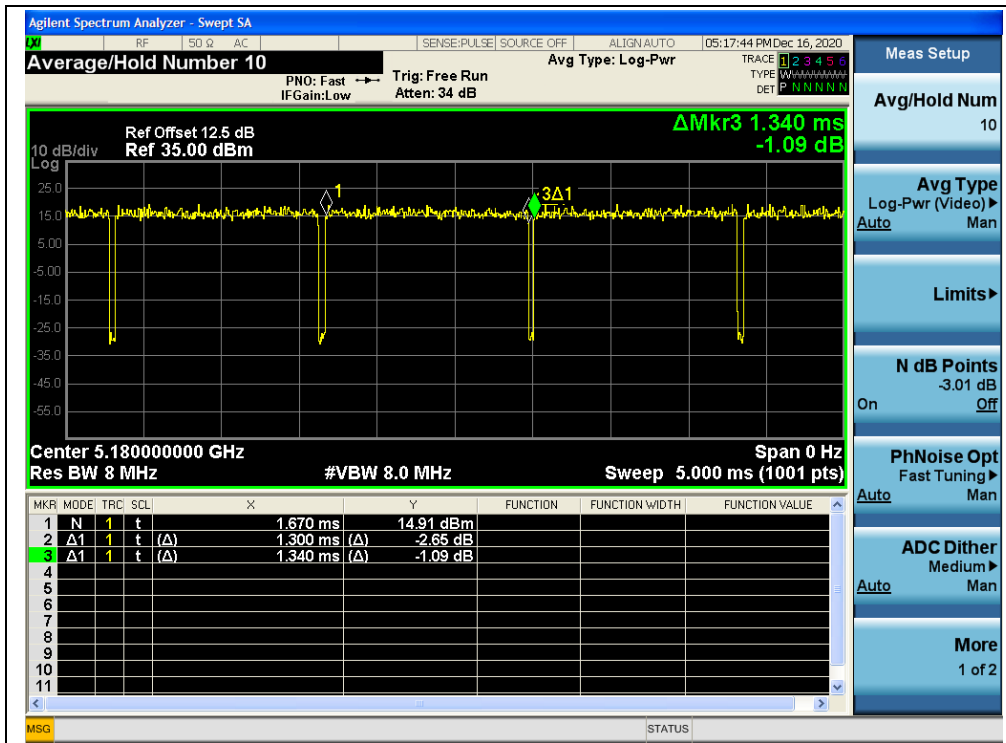 Agilent Spectrum Analyzer - Swept SA
LXI RF 50 Ω AC SENSE:PULSE SOURCE OFF ALIGN AUTO 05:17:44 PM Dec 16, 2020
Average/Hold Number 10
Avg Type: Log-Pwr
TRACE 1 2 3 4 5 6
TYPE W
DET P N N N N N
PNO: Fast
IFGain:Low
Trig: Free Run
Atten: 34 dB
ΔMkr3 1.340 ms
-1.09 dB
Ref Offset 12.5 dB
10 dB/div Ref 35.00 dBm
Log
25.0
15.0
5.00
-5.00
-15.0
-25.0
-35.0
-45.0
-55.0
1
3Δ1
Center 5.180000000 GHz Span 0 Hz
Res BW 8 MHz #VBW 8.0 MHz Sweep 5.000 ms (1001 pts)
MKR MODE TRC SCL X Y FUNCTION FUNCTION WIDTH FUNCTION VALUE
1 N 1 t 1.670 ms 14.91 dBm
2 Δ1 1 t (Δ) 1.300 ms (Δ) -2.65 dB
3 Δ1 1 t (Δ) 1.340 ms (Δ) -1.09 dB
4
5
6
7
8
9
10
11
MSG STATUS
Meas Setup
Avg/Hold Num
10
Avg Type
Log-Pwr (Video)
Auto Man
Limits
N dB Points
-3.01 dB
On Off
PhNoise Opt
Fast Tuning
Auto Man
ADC Dither
Medium
Auto Man
More
1 of 2